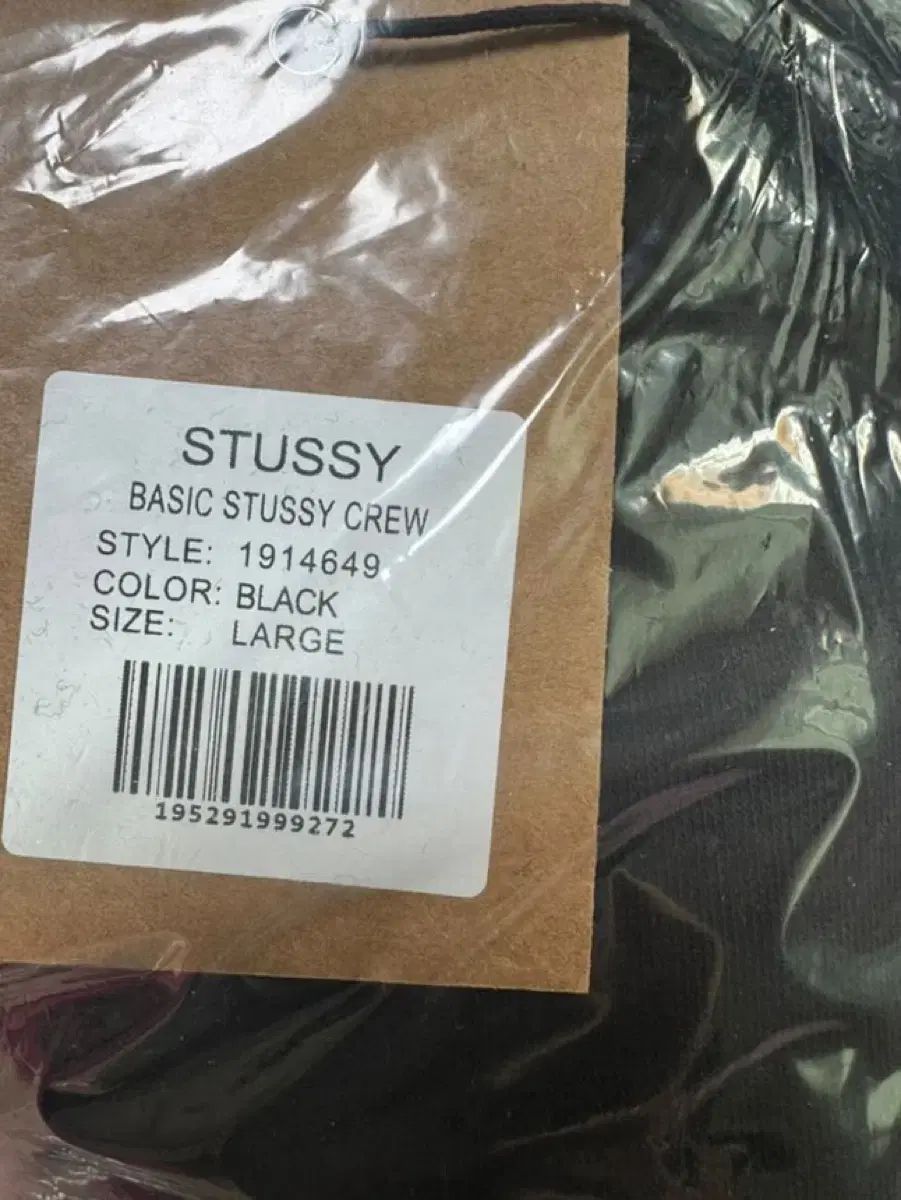 STUSSY
BASIC STUSSY CREW
STYLE: 1914649
COLOR: BLACK
SIZE: LARGE
195291999272